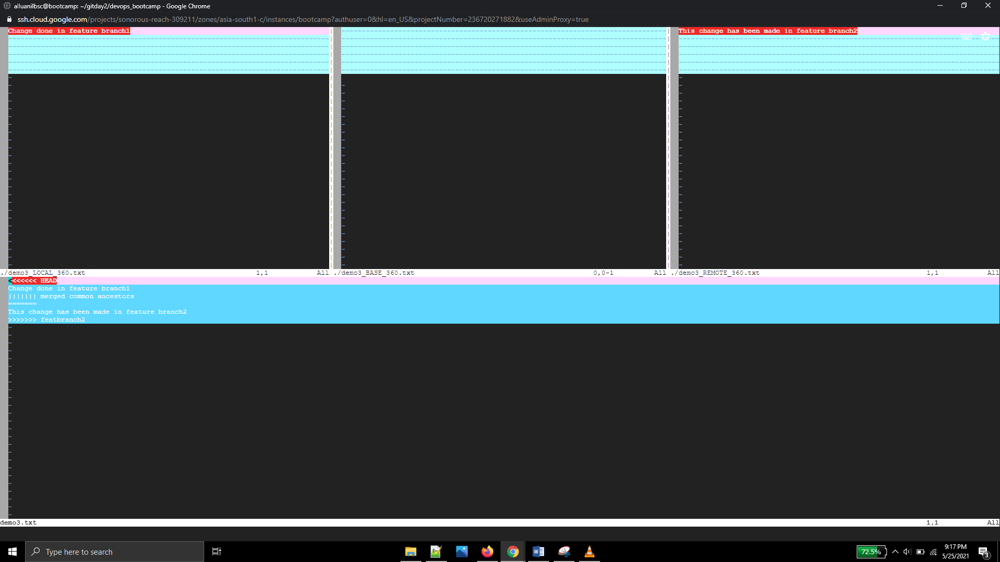 alluanilbsc@bootcamp: ~/gitday2/devops_bootcamp - Google Chrome
ssh.cloud.google.com/projects/sonorous-reach-309211/zones/asia-south1-c/instances/bootcamp?authuser=0&hl=en_US&projectNumber=236720271882&useAdminProxy=true
Change done in feature branch1
This change has been made in feature branch2
./demo3_LOCAL_360.txt 1,1 All ./demo3_BASE_360.txt 0,0-1 All ./demo3_REMOTE_360.txt 1,1 All
<<<<<<< HEAD
Change done in feature branch1
||||||| merged common ancestors
=======
This change has been made in feature branch2
>>>>>>> featbranch2
demo3.txt 1,1 All
Type here to search
72.5%
9:17 PM
5/25/2021
3